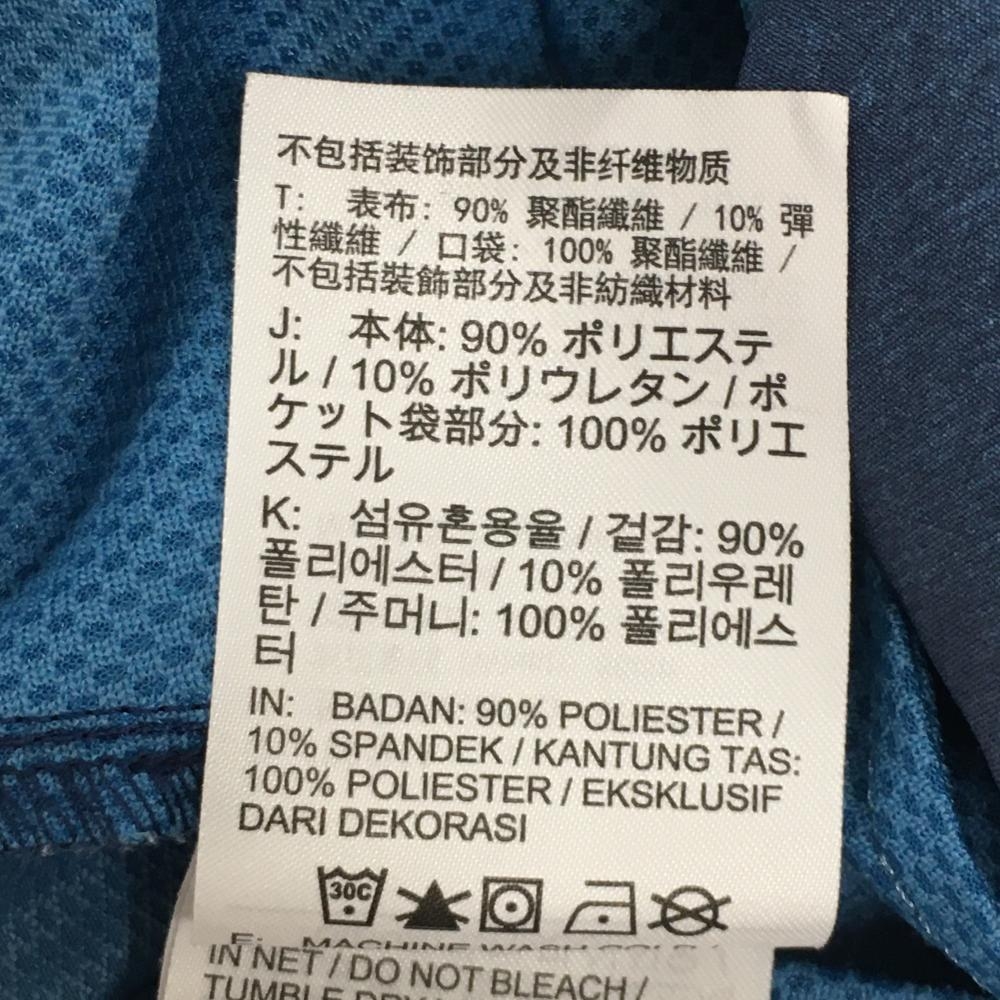 不包括装饰部分及非纤维物质
T: 表布: 90% 聚酯纖維 / 10% 彈
性纖維 / 口袋: 100% 聚酯纖維 /
不包括裝飾部分及非紡織材料
J: 本体: 90% ポリエステ
ル / 10% ポリウレタン / ポ
ケット袋部分: 100% ポリエ
ステル
K: 섬유혼용율 / 겉감: 90%
폴리에스터 / 10% 폴리우레
탄 / 주머니: 100% 폴리에스
터
IN: BADAN: 90% POLIESTER /
10% SPANDEK / KANTUNG TAS:
100% POLIESTER / EKSKLUSIF
DARI DEKORASI
30C
E: MACHINE WASH COLD /
IN NET / DO NOT BLEACH /
TUMBLE DRY